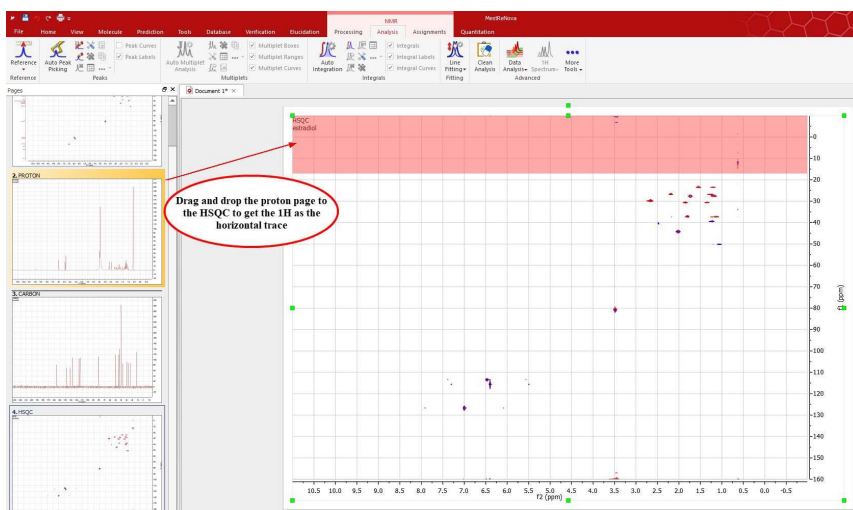 MestReNova
NMR
File Home View Molecule Prediction Tools Database Verification Elucidation Processing Analysis Assignments Quantitation
Reference
Auto Peak
Picking
Peak Curves
Peak Labels
Auto Multiplet
Analysis
Multiplet Boxes
Multiplet Ranges
Multiplet Curves
Auto
Integration
Integrals
Integral Labels
Integral Curves
Line
Fitting
Clean
Analysis
Data
Analysis
1H
Spectrum
More
Tools
Reference Peaks Multiplets Integrals Fitting Advanced
Pages
Document 1*
2. PROTON
3. CARBON
4. HSQC
HSQC
estradiol
Drag and drop the proton page to
the HSQC to get the 1H as the
horizontal trace
-0
-10
-20
-30
-40
-50
-60
-70
-80
-90
-100
-110
-120
-130
-140
-150
-160
f1 (ppm)
10.5 10.0 9.5 9.0 8.5 8.0 7.5 7.0 6.5 6.0 5.5 5.0 4.5 4.0 3.5 3.0 2.5 2.0 1.5 1.0 0.5 0.0 -0.5
f2 (ppm)